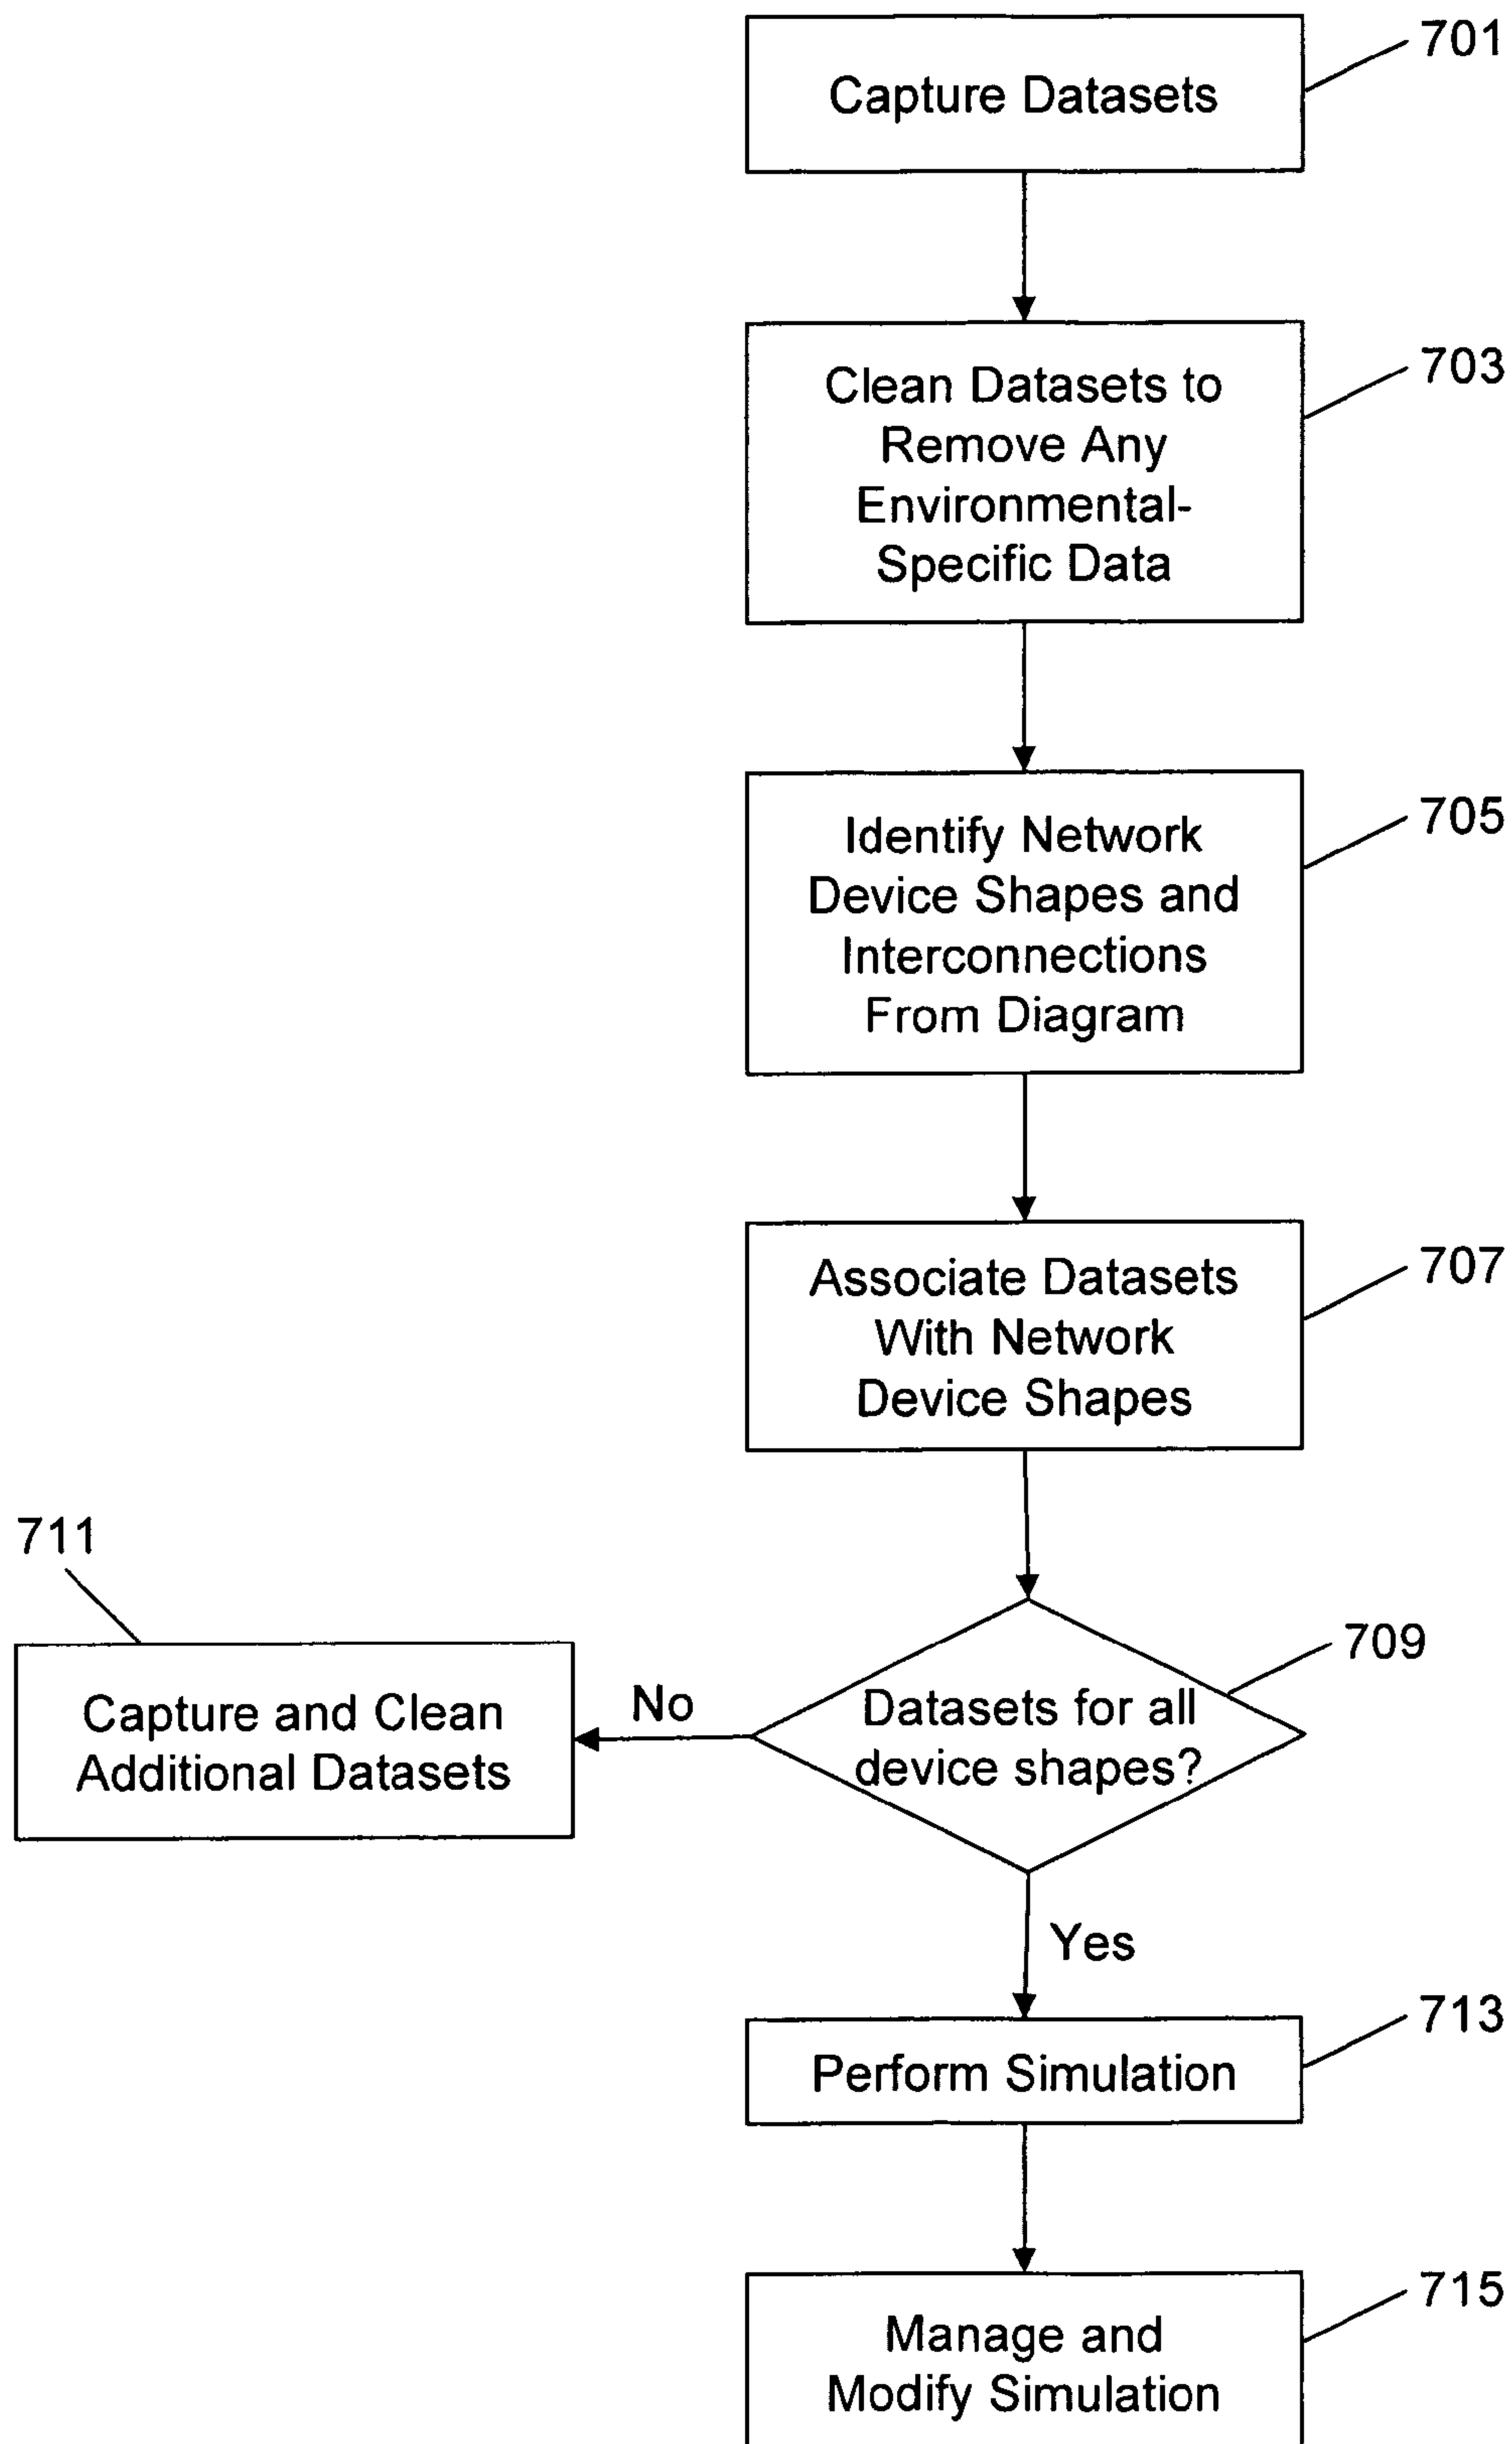 701
Capture Datasets
703
Clean Datasets to
Remove Any
Environmental-
Specific Data
705
Identify Network
Device Shapes and
Interconnections
From Diagram
707
Associate Datasets
With Network
Device Shapes
711
709
Capture and Clean
Additional Datasets
No
Datasets for all
device shapes?
Yes
713
Perform Simulation
715
Manage and
Modify Simulation